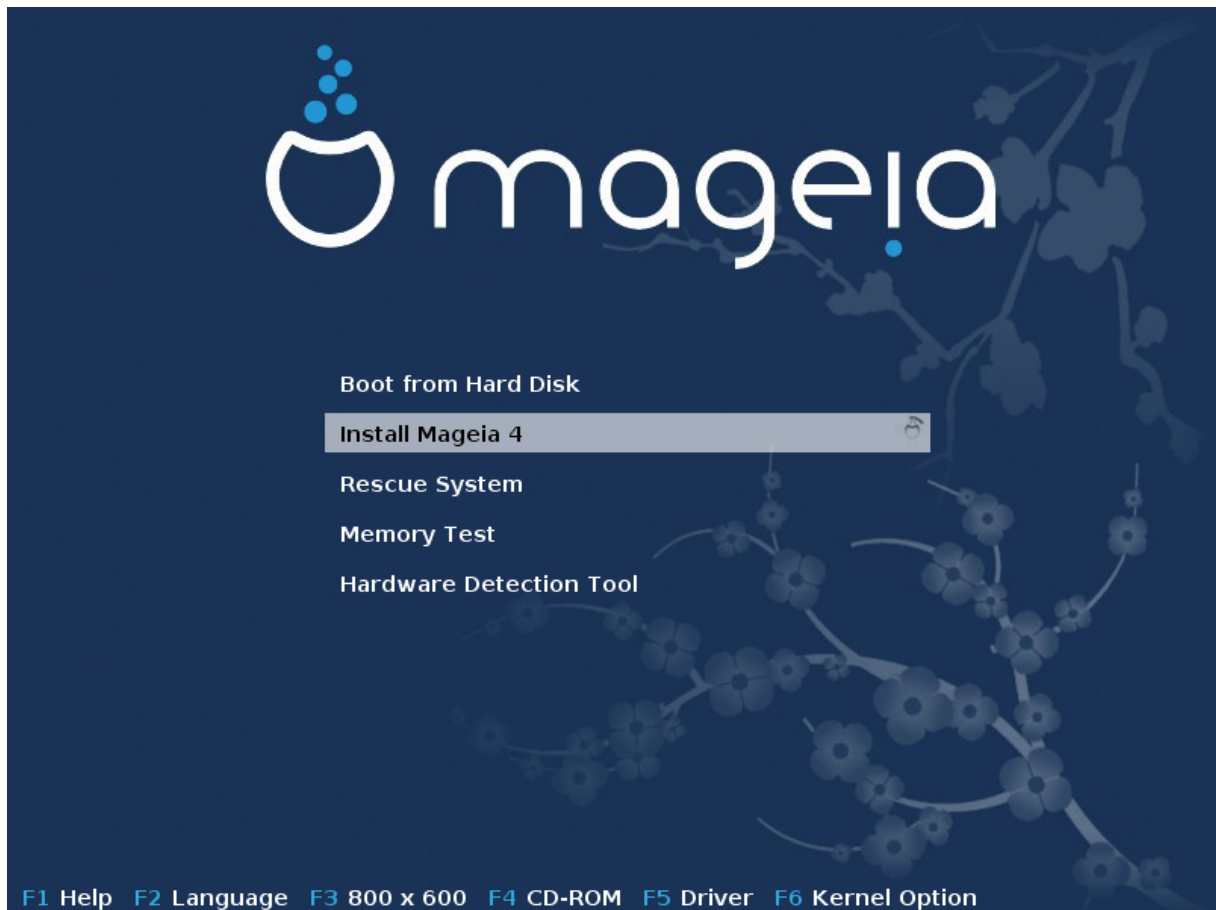 mageia
Boot from Hard Disk
Install Mageia 4
Rescue System
Memory Test
Hardware Detection Tool
F1 Help F2 Language F3 800 x 600 F4 CD-ROM F5 Driver F6 Kernel Option